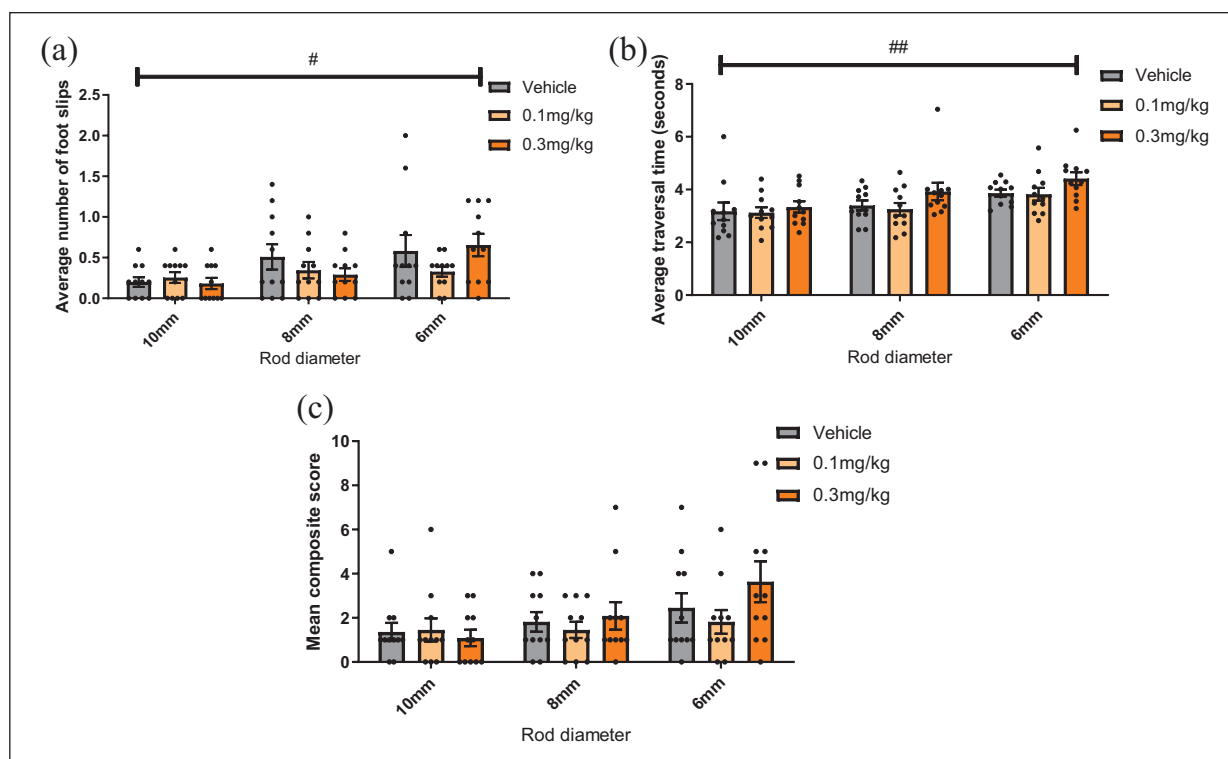 (a)
#
Average number of foot slips
2.5
2.0
1.5
1.0
0.5
0.0
10mm
8mm
6mm
Rod diameter
Vehicle
0.1mg/kg
0.3mg/kg
(b)
##
Average traversal time (seconds)
8
6
4
2
0
10mm
8mm
6mm
Rod diameter
Vehicle
0.1mg/kg
0.3mg/kg
(c)
Mean composite score
10
8
6
4
2
0
10mm
8mm
6mm
Rod diameter
Vehicle
0.1mg/kg
0.3mg/kg